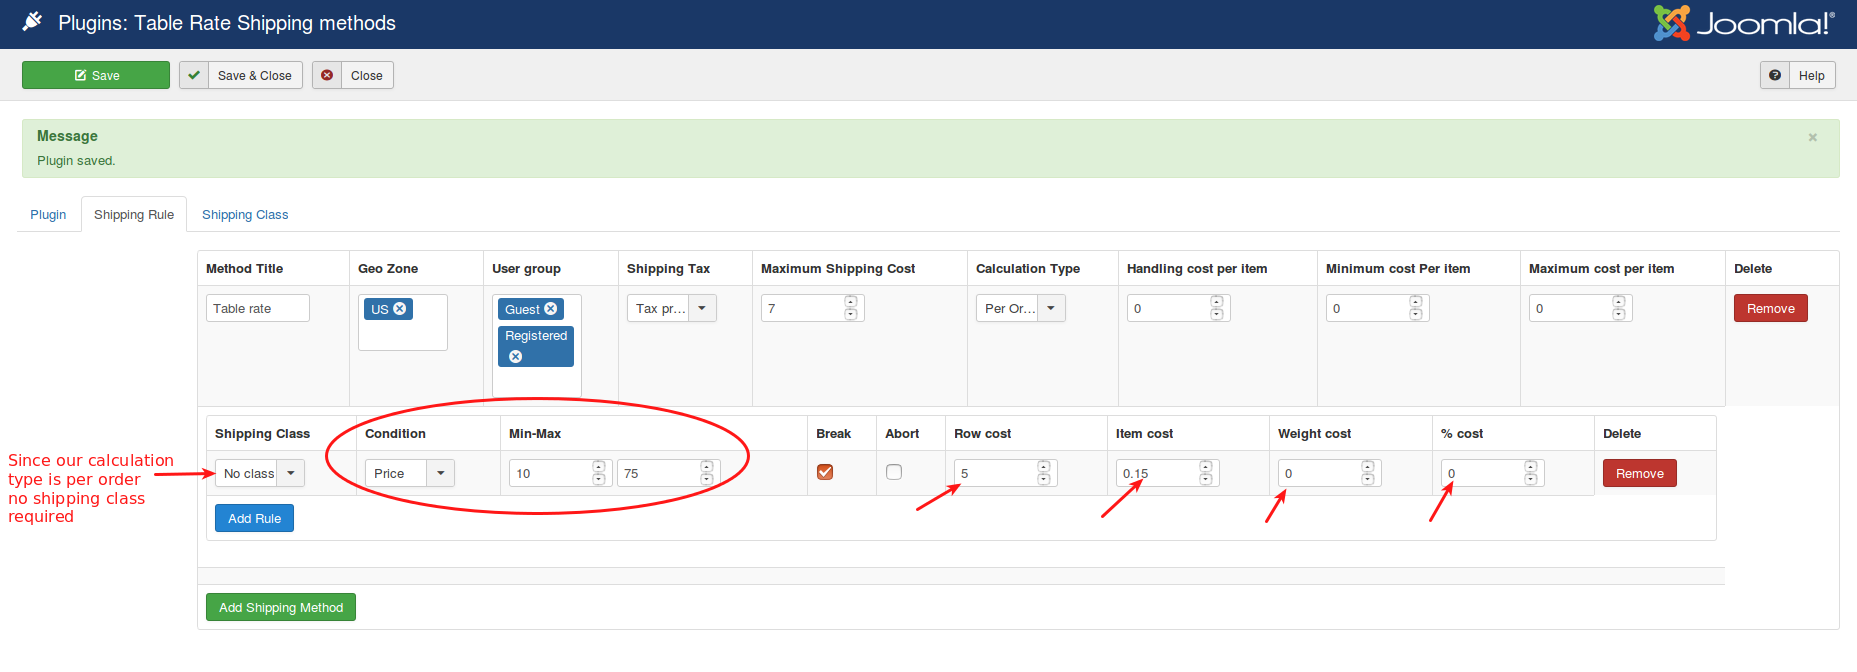 Plugins: Table Rate Shipping methods
Joomla!®
Save
Save & Close
Close
Help
Message
×
Plugin saved.
Plugin
Shipping Rule
Shipping Class
Method Title
Geo Zone
User group
Shipping Tax
Maximum Shipping Cost
Calculation Type
Handling cost per item
Minimum cost Per item
Maximum cost per item
Delete
Table rate
US
Guest
Registered
Tax pr...
7
Per Or...
0
0
0
Remove
Shipping Class
Condition
Min-Max
Break
Abort
Row cost
Item cost
Weight cost
% cost
Delete
Since our calculation
type is per order
no shipping class
required
No class
Price
10
75
5
0.15
0
0
Remove
Add Rule
Add Shipping Method